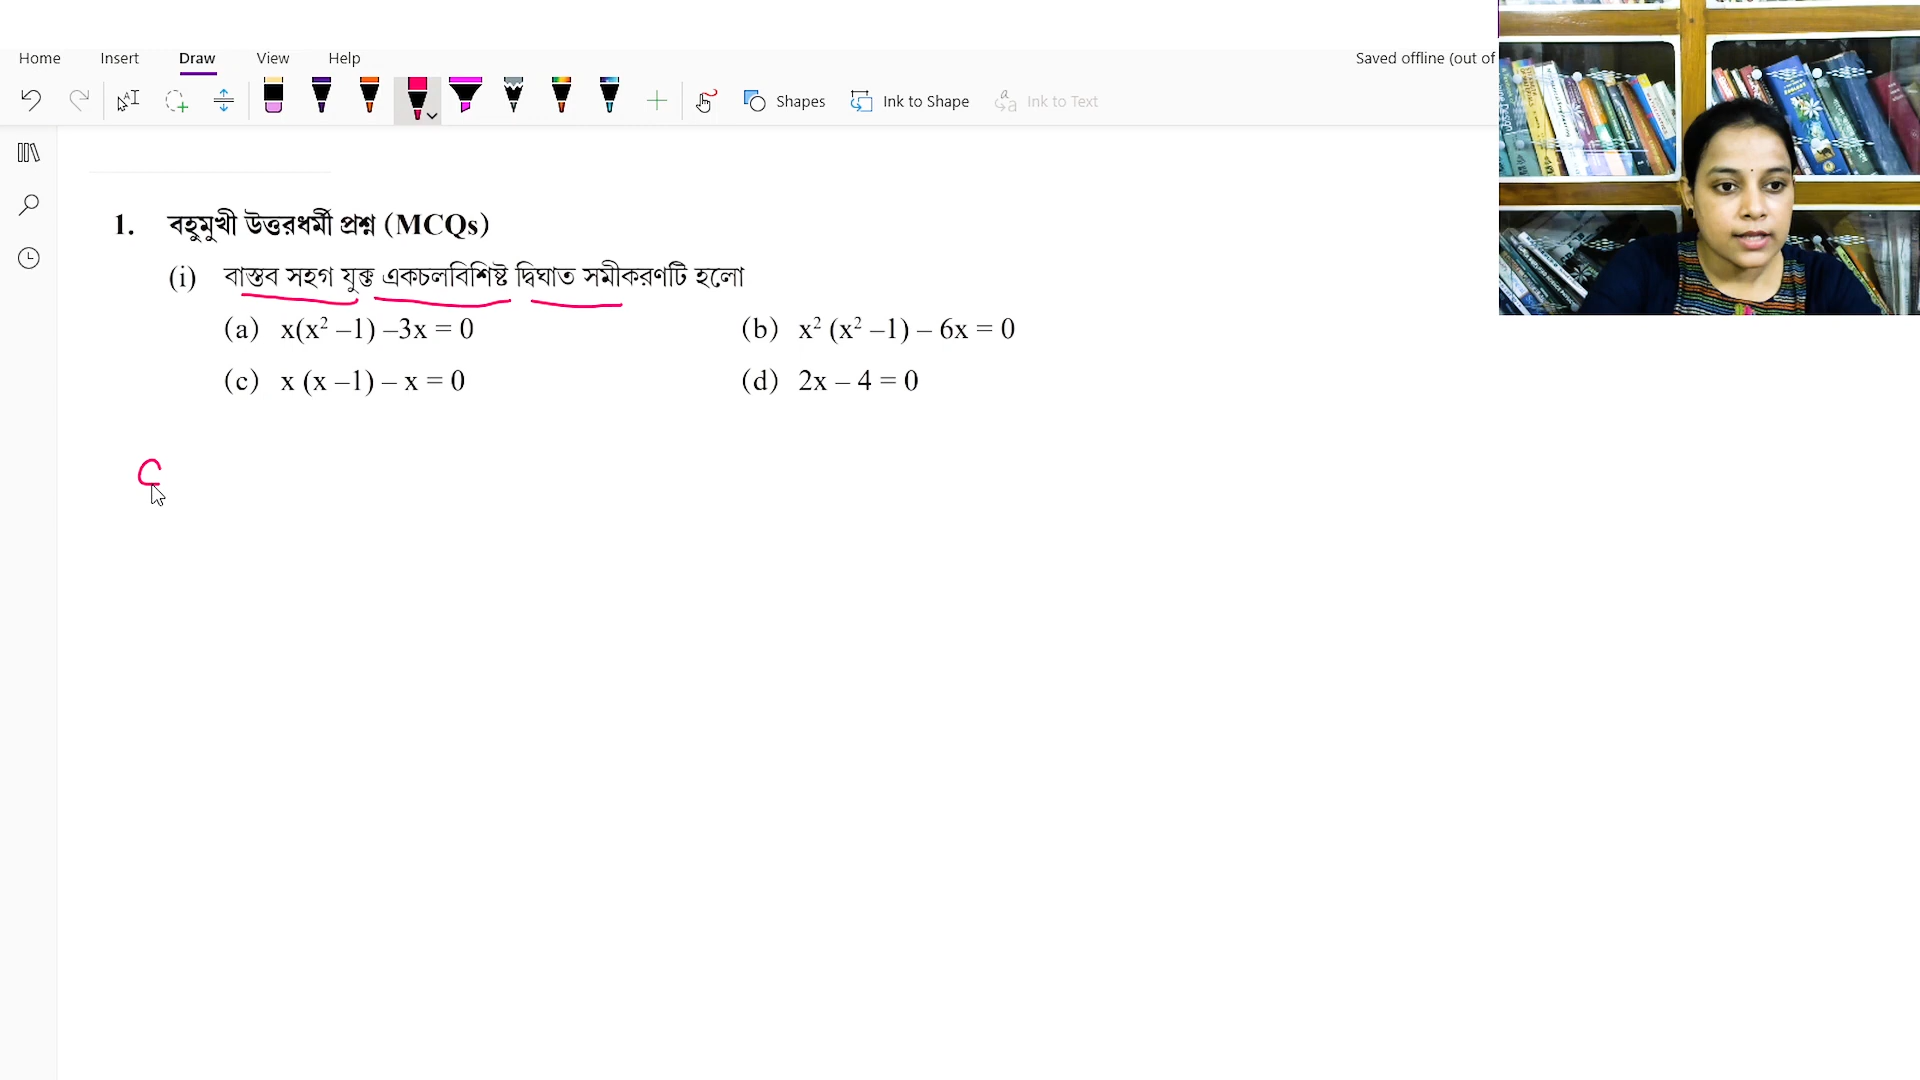 Home Insert Draw View Help Saved offline (out of
Shapes Ink to Shape Ink to Text
1. বহুমুখী উত্তরধর্মী প্রশ্ন (MCQs)
(i) বাস্তব সহগ যুক্ত একচলবিশিষ্ট দ্বিঘাত সমীকরণটি হলো
(a) x(x² –1) –3x = 0 (b) x² (x² –1) – 6x = 0
(c) x (x –1) – x = 0 (d) 2x – 4 = 0